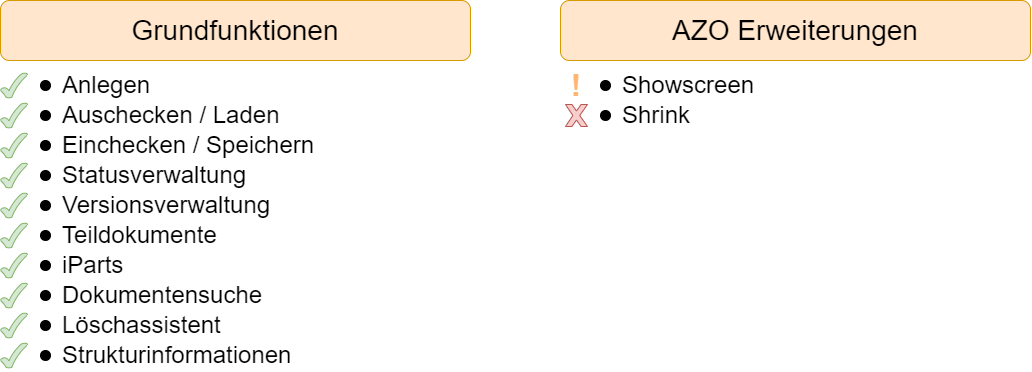 Grundfunktionen
● Anlegen
● Auschecken / Laden
● Einchecken / Speichern
● Statusverwaltung
● Versionsverwaltung
● Teildokumente
● iParts
● Dokumentensuche
● Löschassistent
● Strukturinformationen
AZO Erweiterungen
! ● Showscreen
X ● Shrink